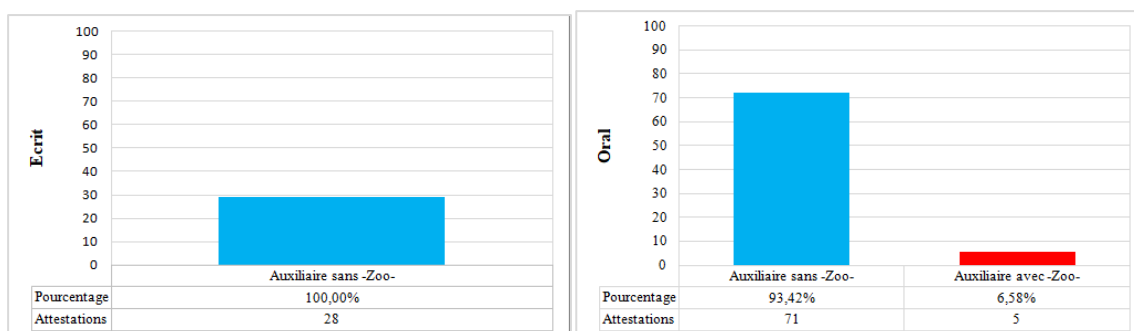 100
90
80
70
60
50
40
30
20
10
0
Ecrit
Auxiliaire sans -Zoo-
Pourcentage 100,00%
Attestations 28
100
90
80
70
60
50
40
30
20
10
0
Oral
Auxiliaire sans -Zoo- Auxiliaire avec -Zoo-
Pourcentage 93,42% 6,58%
Attestations 71 5